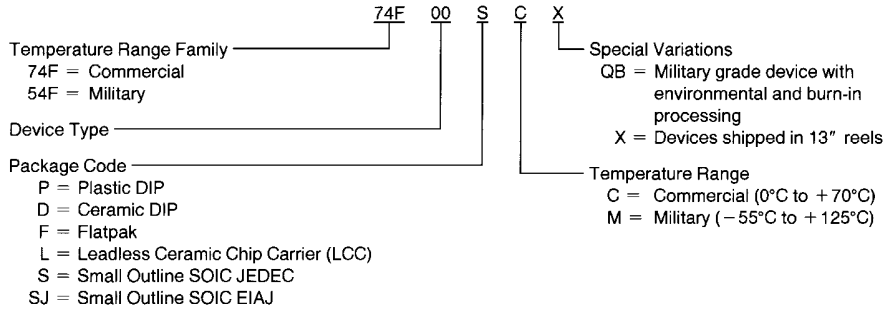 74F 00 S C X
Temperature Range Family
74F = Commercial
54F = Military
Device Type
Package Code
P = Plastic DIP
D = Ceramic DIP
F = Flatpak
L = Leadless Ceramic Chip Carrier (LCC)
S = Small Outline SOIC JEDEC
SJ = Small Outline SOIC EIAJ
Special Variations
QB = Military grade device with
environmental and burn-in
processing
X = Devices shipped in 13″ reels
Temperature Range
C = Commercial (0°C to +70°C)
M = Military (−55°C to +125°C)